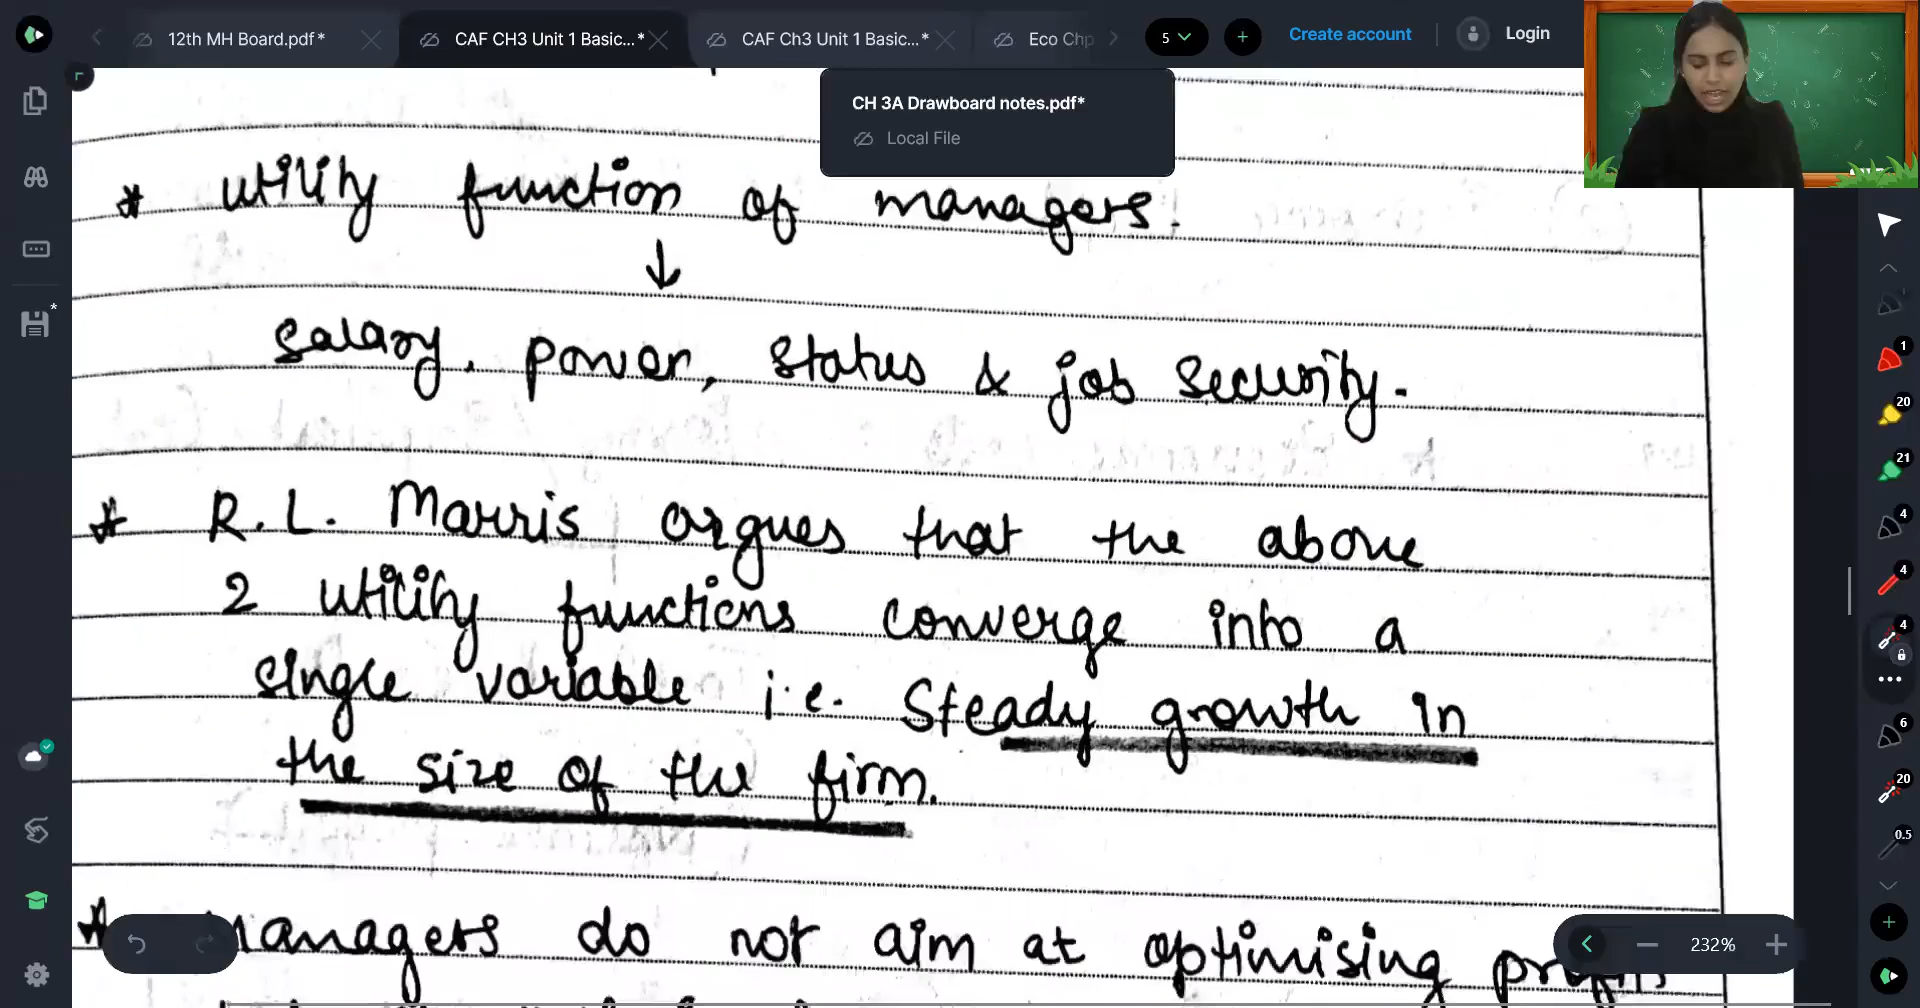 12th MH Board.pdf*
CAF CH3 Unit 1 Basic...*
CAF Ch3 Unit 1 Basic...*
Eco Chp
5
Create account
Login
CH 3A Drawboard notes.pdf*
Local File
* utility function of managers.
↓
Salary, power, status & job security.
* R.L. Marris argues that the above
2 utility functions converge into a
single variable i.e. Steady growth in
the size of the firm.
* managers do not aim at optimising profits
232%
1
20
21
4
4
4
6
20
0.5